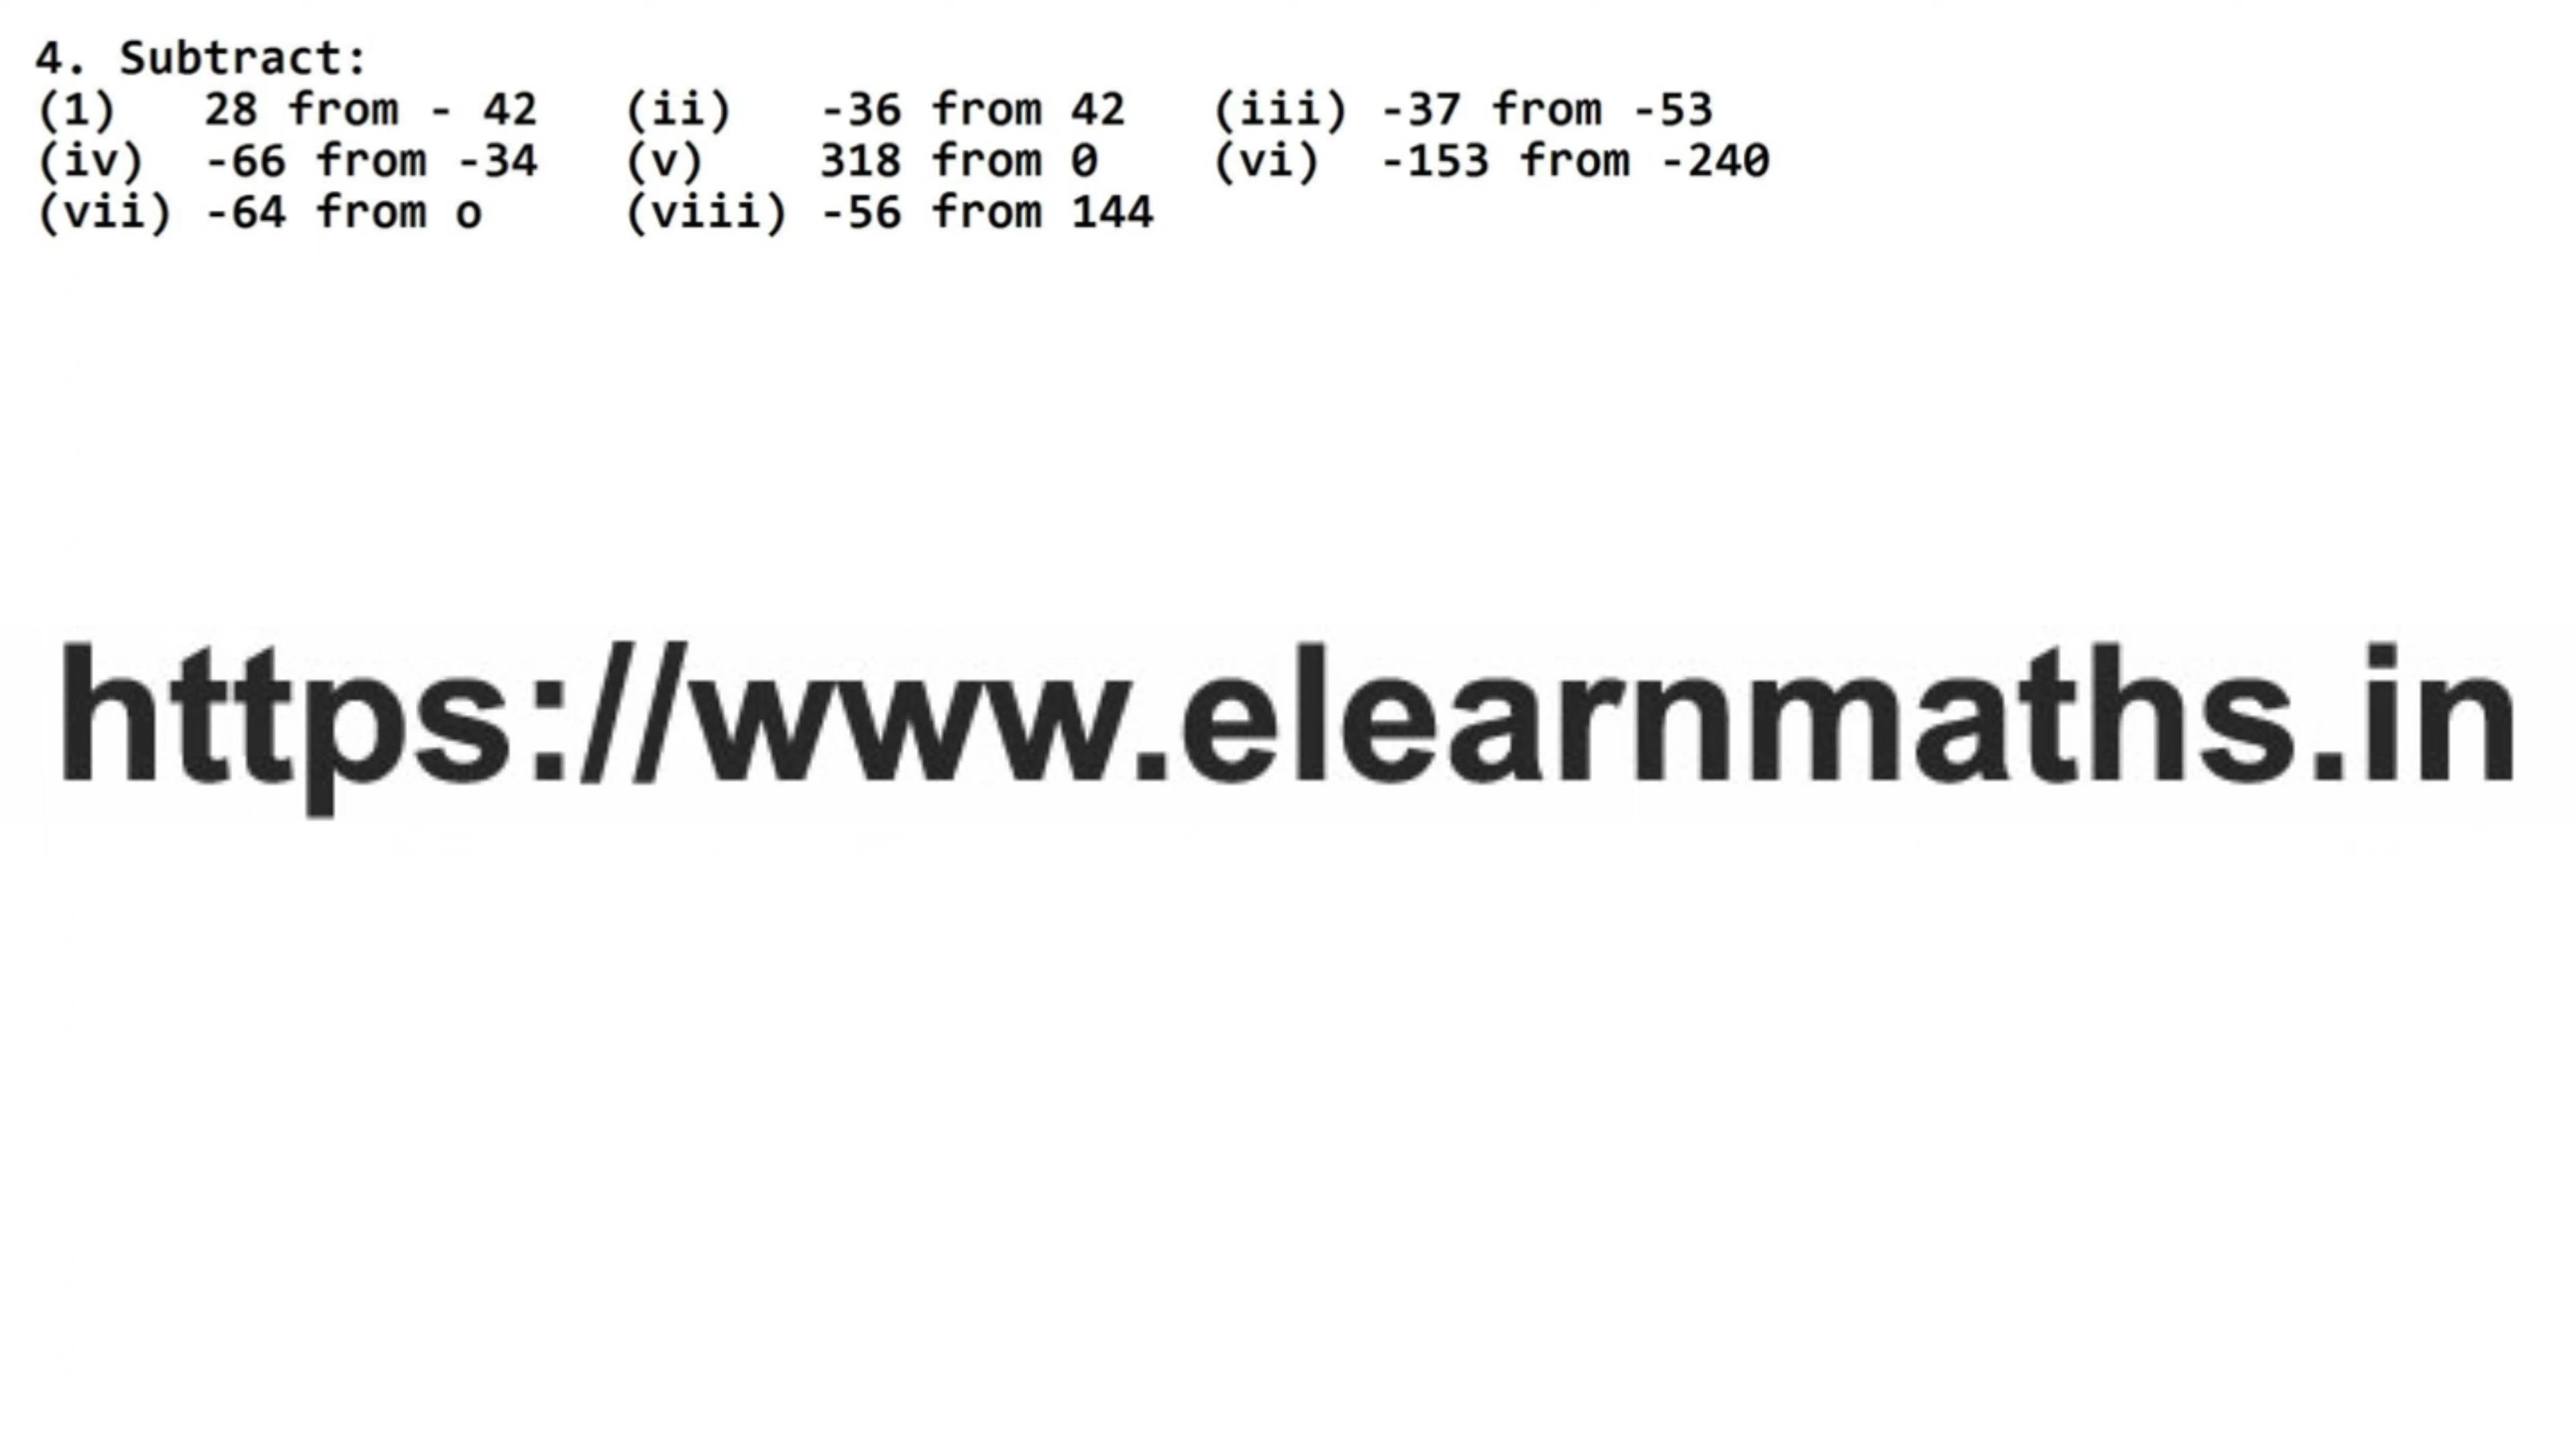 4. Subtract:
(1) 28 from - 42 (ii) -36 from 42 (iii) -37 from -53
(iv) -66 from -34 (v) 318 from 0 (vi) -153 from -240
(vii) -64 from o (viii) -56 from 144
https://www.elearnmaths.in